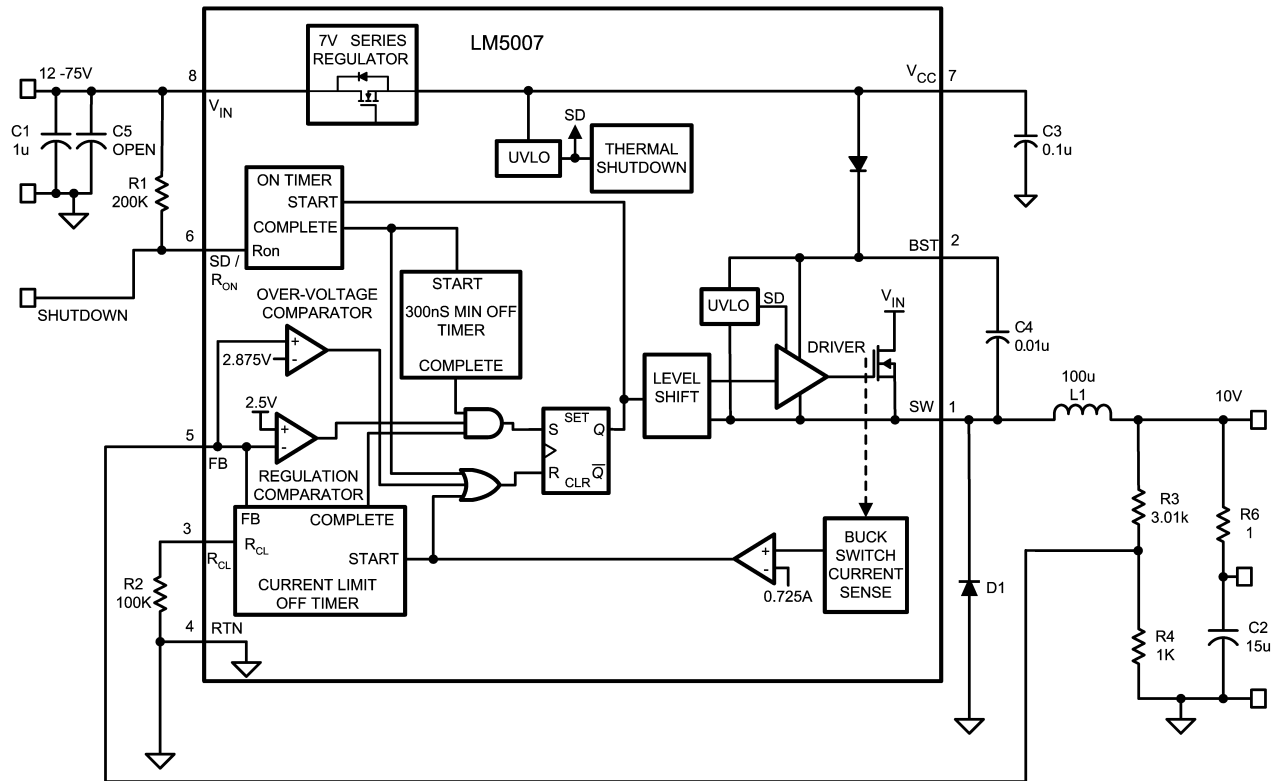 LM5007
7V SERIES
REGULATOR
12 -75V
8
V_IN
V_CC
7
C1
1u
C5
OPEN
C3
0.1u
SD
UVLO
THERMAL
SHUTDOWN
R1
200K
ON TIMER
START
COMPLETE
Ron
6
SD /
R_ON
SHUTDOWN
BST
2
START
300nS MIN OFF
TIMER
COMPLETE
OVER-VOLTAGE
COMPARATOR
+
-
2.875V
UVLO
SD
V_IN
DRIVER
C4
0.01u
LEVEL
SHIFT
SW
1
100u
L1
10V
2.5V
+
-
5
FB
REGULATION
COMPARATOR
S
SET
Q
R
CLR
Q̅
R3
3.01k
R6
1
3
R_CL
FB
COMPLETE
R_CL
START
CURRENT LIMIT
OFF TIMER
+
-
0.725A
BUCK
SWITCH
CURRENT
SENSE
D1
R2
100K
4
RTN
R4
1K
C2
15u